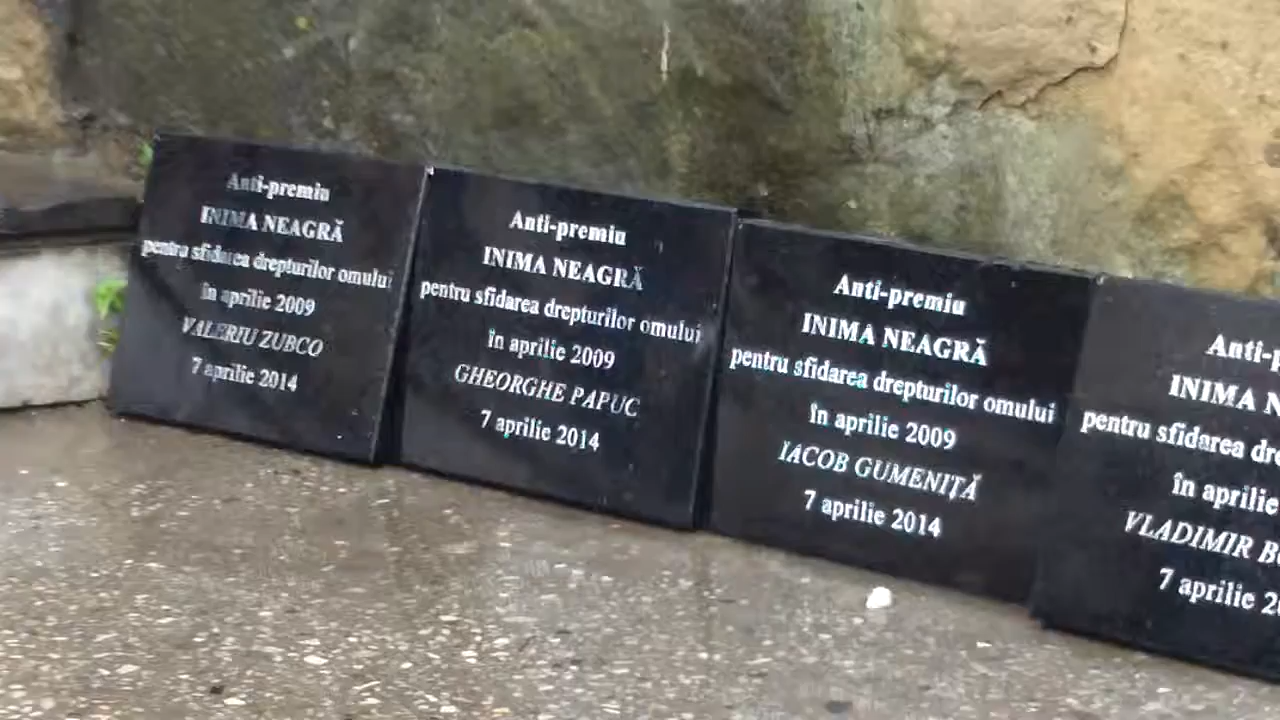 Anti-premiu
INIMA NEAGRĂ
pentru sfidarea drepturilor omului
în aprilie 2009
VALERIU ZUBCO
7 aprilie 2014
Anti-premiu
INIMA NEAGRĂ
pentru sfidarea drepturilor omului
în aprilie 2009
GHEORGHE PAPUC
7 aprilie 2014
Anti-premiu
INIMA NEAGRĂ
pentru sfidarea drepturilor omului
în aprilie 2009
IACOB GUMENIȚĂ
7 aprilie 2014
Anti-
INIMA
pentru sfidarea
în aprilie
VLADIMIR
7 aprilie